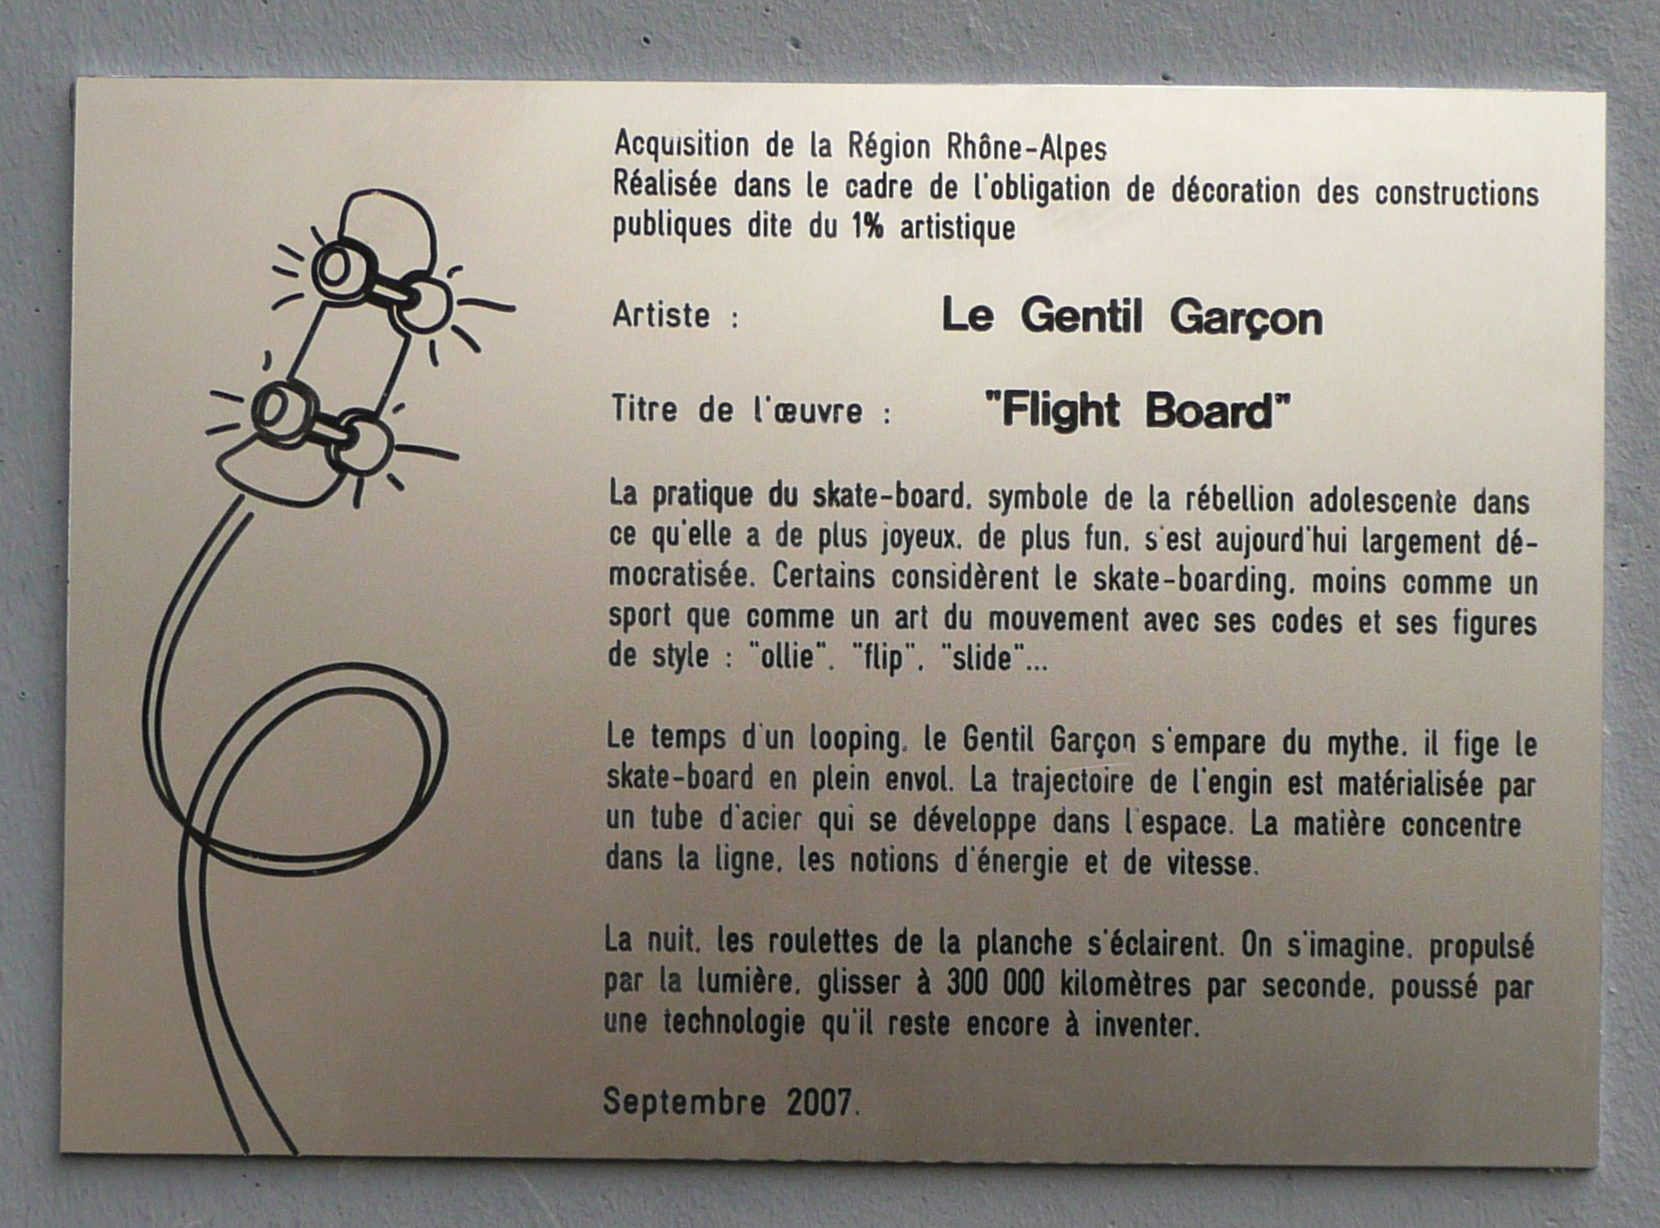 Acquisition de la Région Rhône-Alpes
Réalisée dans le cadre de l'obligation de décoration des constructions
publiques dite du 1% artistique
Artiste : Le Gentil Garçon
Titre de l'œuvre : "Flight Board"
La pratique du skate-board, symbole de la rébellion adolescente dans
ce qu'elle a de plus joyeux, de plus fun, s'est aujourd'hui largement dé-
mocratisée. Certains considèrent le skate-boarding, moins comme un
sport que comme un art du mouvement avec ses codes et ses figures
de style : "ollie", "flip", "slide"...
Le temps d'un looping, le Gentil Garçon s'empare du mythe, il fige le
skate-board en plein envol. La trajectoire de l'engin est matérialisée par
un tube d'acier qui se développe dans l'espace. La matière concentre
dans la ligne, les notions d'énergie et de vitesse.
La nuit, les roulettes de la planche s'éclairent. On s'imagine, propulsé
par la lumière, glisser à 300 000 kilomètres par seconde, poussé par
une technologie qu'il reste encore à inventer.
Septembre 2007.